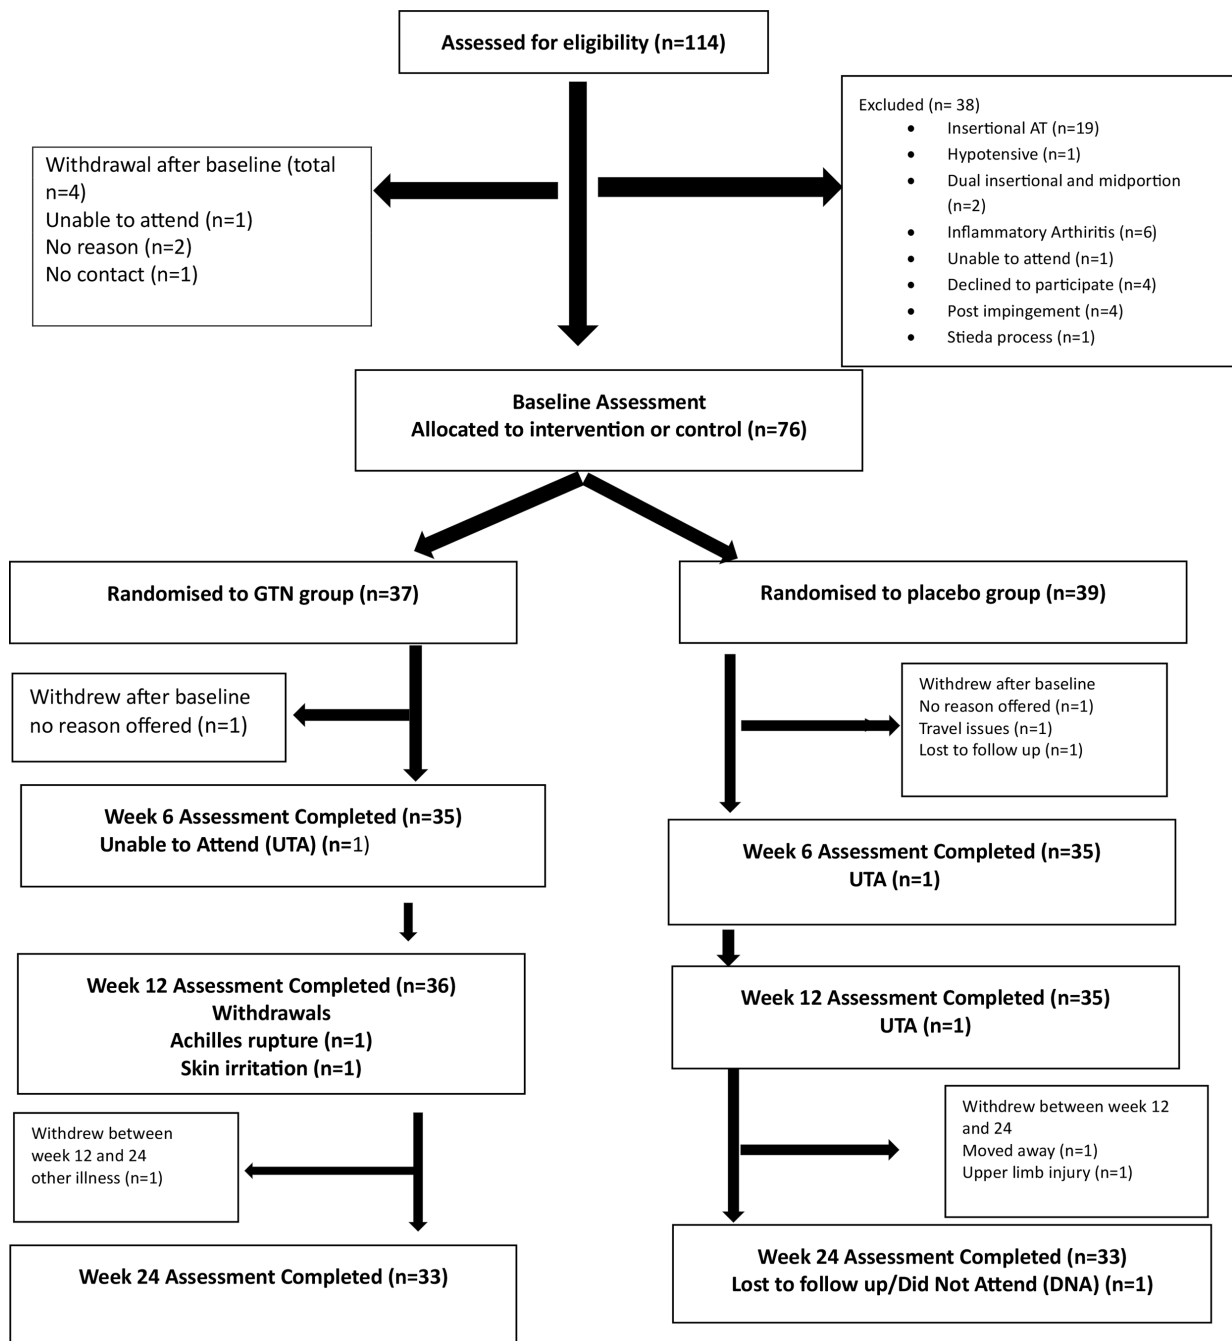 Assessed for eligibility (n=114)
Excluded (n= 38)
• Insertional AT (n=19)
• Hypotensive (n=1)
• Dual insertional and midportion
(n=2)
• Inflammatory Arthiritis (n=6)
• Unable to attend (n=1)
• Declined to participate (n=4)
• Post impingement (n=4)
• Stieda process (n=1)
Withdrawal after baseline (total
n=4)
Unable to attend (n=1)
No reason (n=2)
No contact (n=1)
Baseline Assessment
Allocated to intervention or control (n=76)
Randomised to GTN group (n=37)
Randomised to placebo group (n=39)
Withdrew after baseline
no reason offered (n=1)
Withdrew after baseline
No reason offered (n=1)
Travel issues (n=1)
Lost to follow up (n=1)
Week 6 Assessment Completed (n=35)
Unable to Attend (UTA) (n=1)
Week 6 Assessment Completed (n=35)
UTA (n=1)
Week 12 Assessment Completed (n=36)
Withdrawals
Achilles rupture (n=1)
Skin irritation (n=1)
Week 12 Assessment Completed (n=35)
UTA (n=1)
Withdrew between
week 12 and 24
other illness (n=1)
Withdrew between week 12
and 24
Moved away (n=1)
Upper limb injury (n=1)
Week 24 Assessment Completed (n=33)
Week 24 Assessment Completed (n=33)
Lost to follow up/Did Not Attend (DNA) (n=1)